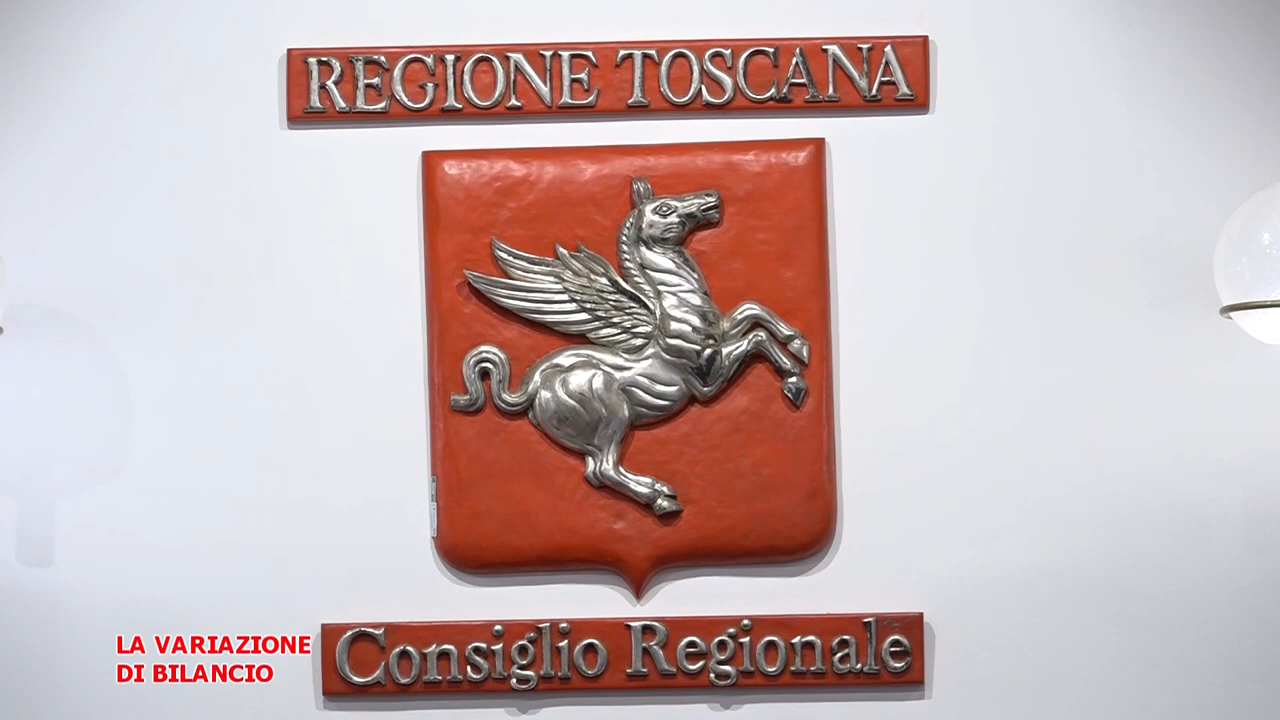 REGIONE TOSCANA
Consiglio Regionale
LA VARIAZIONE
DI BILANCIO